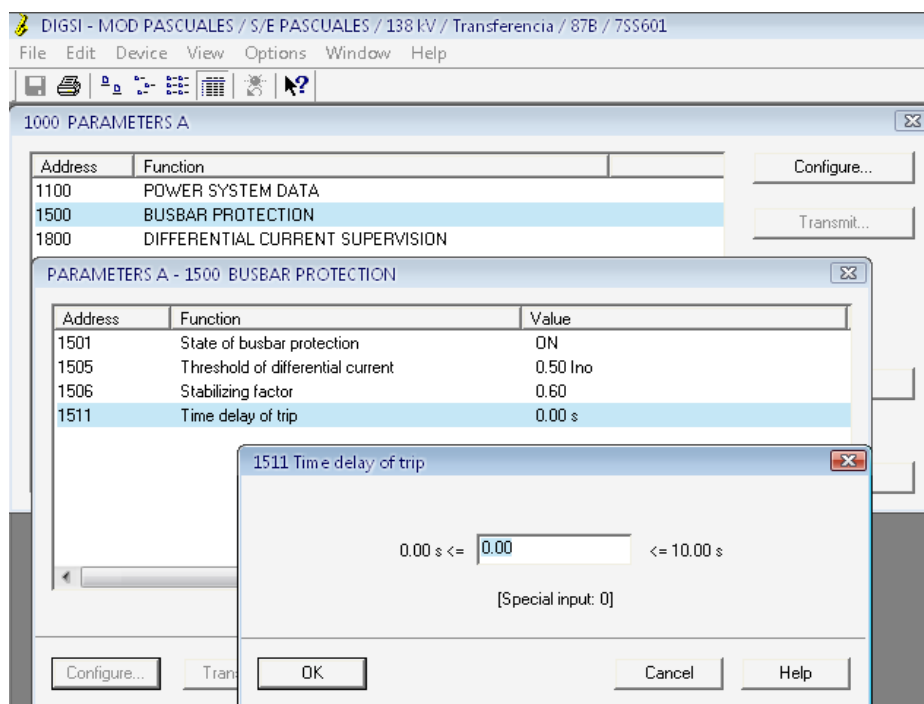 DIGSI - MOD PASCUALES / S/E PASCUALES / 138 kV / Transferencia / 87B / 7SS601
File Edit Device View Options Window Help
1000 PARAMETERS A
Address Function
Configure...
1100 POWER SYSTEM DATA
1500 BUSBAR PROTECTION
Transmit...
1800 DIFFERENTIAL CURRENT SUPERVISION
PARAMETERS A - 1500 BUSBAR PROTECTION
Address Function Value
1501 State of busbar protection ON
1505 Threshold of differential current 0.50 Ino
1506 Stabilizing factor 0.60
1511 Time delay of trip 0.00 s
1511 Time delay of trip
0.00 s <= 0.00 <= 10.00 s
[Special input: 0]
Configure... Tran
OK Cancel Help